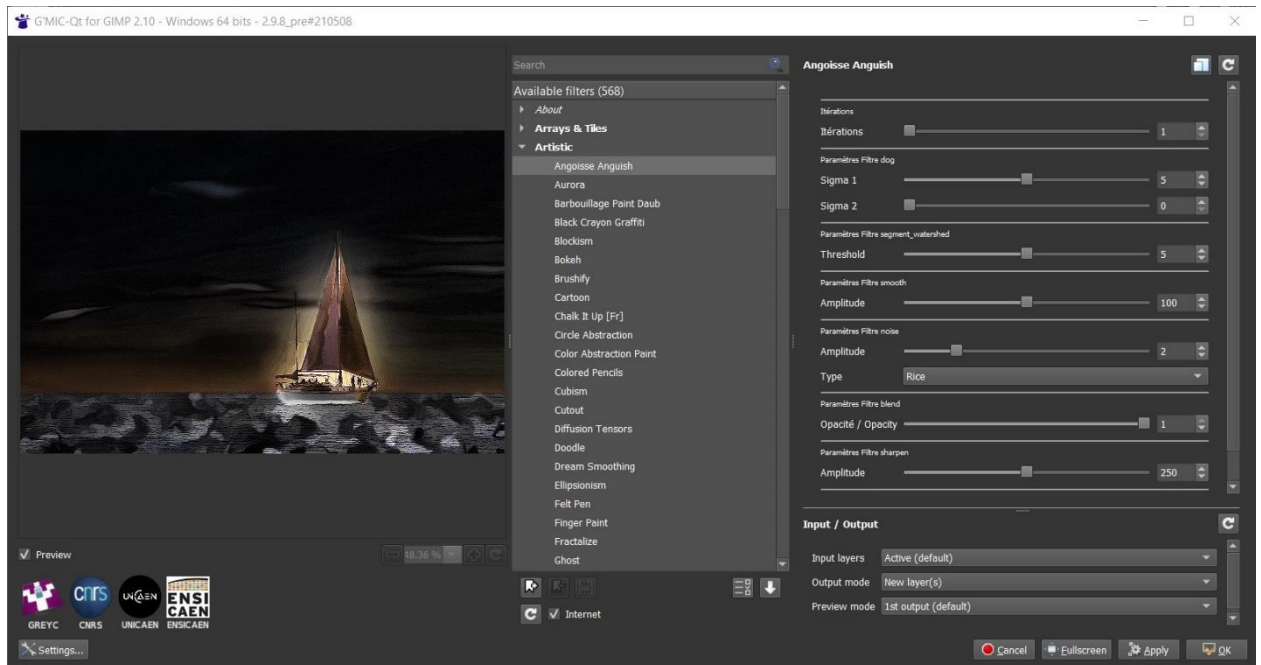 G'MIC-Qt for GIMP 2.10 - Windows 64 bits - 2.9.8_pre#210508
Search
Available filters (568)
About
Arrays & Tiles
Artistic
Angoisse Anguish
Aurora
Barbouillage Paint Daub
Black Crayon Graffiti
Blockism
Bokeh
Brushify
Cartoon
Chalk It Up [Fr]
Circle Abstraction
Color Abstraction Paint
Colored Pencils
Cubism
Cutout
Diffusion Tensors
Doodle
Dream Smoothing
Ellipsionism
Felt Pen
Finger Paint
Fractalize
Ghost
Internet
Angoisse Anguish
Itérations
Itérations 1
Paramètres Filtre dog
Sigma 1 5
Sigma 2 0
Paramètres Filtre segment_watershed
Threshold 5
Paramètres Filtre smooth
Amplitude 100
Paramètres Filtre noise
Amplitude 2
Type Rice
Paramètres Filtre blend
Opacité / Opacity 1
Paramètres Filtre sharpen
Amplitude 250
Input / Output
Input layers Active (default)
Output mode New layer(s)
Preview mode 1st output (default)
Preview
48.36 %
cnrs
UNICAEN
ENSI
CAEN
GREYC CNRS UNICAEN ENSICAEN
Settings...
Cancel Fullscreen Apply OK